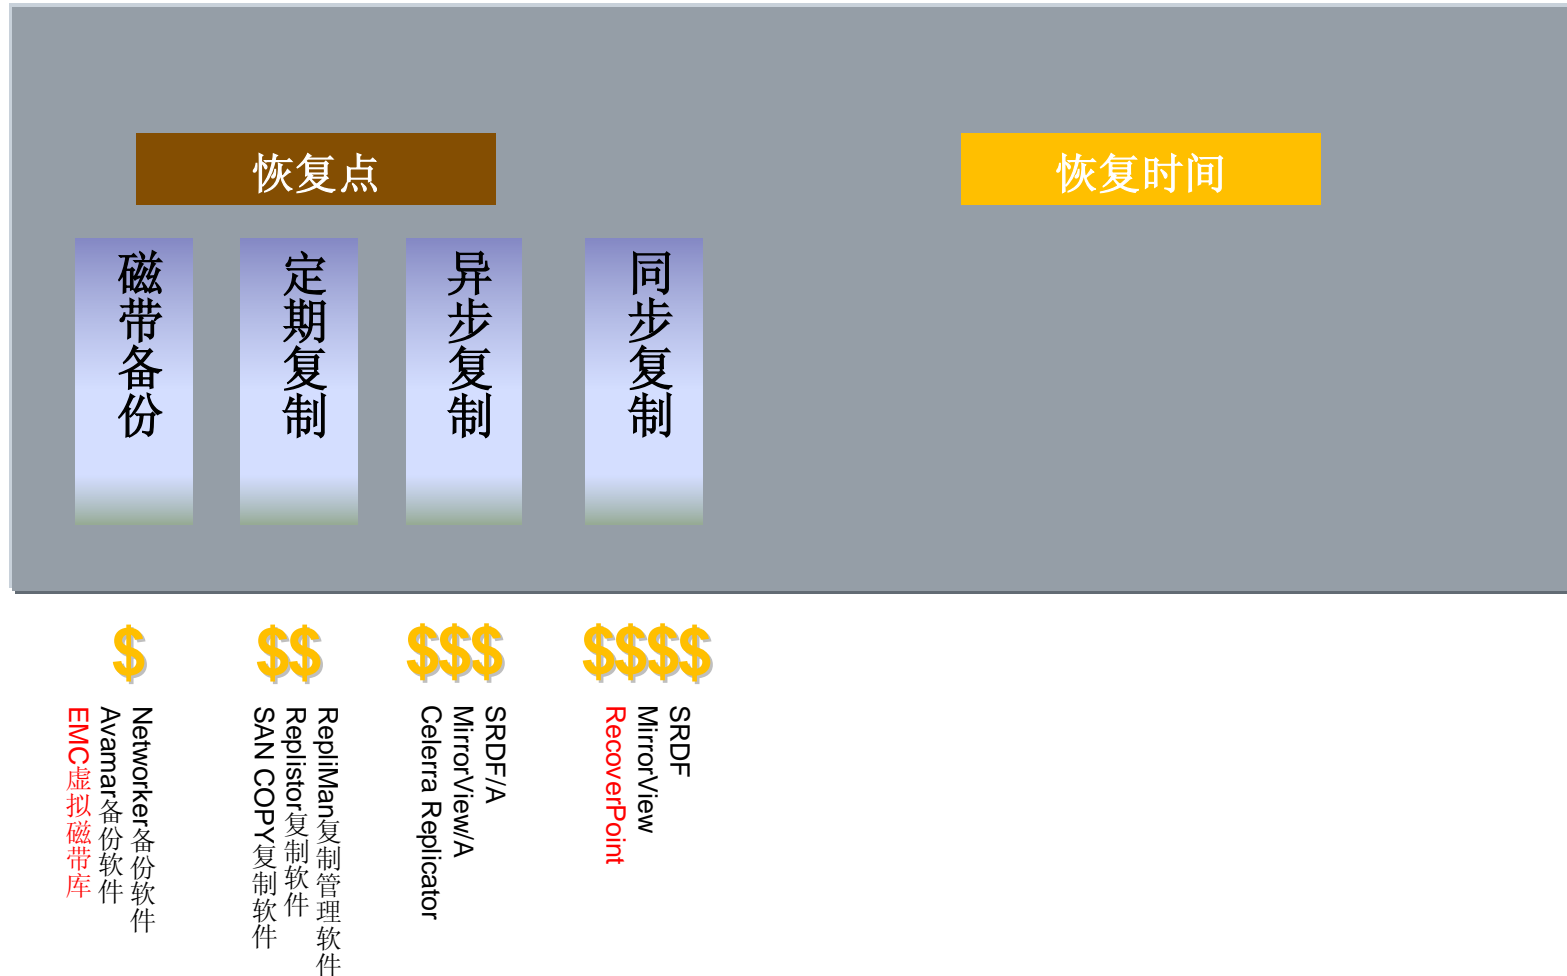 恢复点
恢复时间
磁带备份
定期复制
异步复制
同步复制
$
$$
$$$
$$$$
Networker备份软件
Avamar备份软件
EMC虚拟磁带库
RepliMan复制管理软件
Replistor复制软件
SAN COPY复制软件
SRDF/A
MirrorView/A
Celerra Replicator
SRDF
MirrorView
RecoverPoint